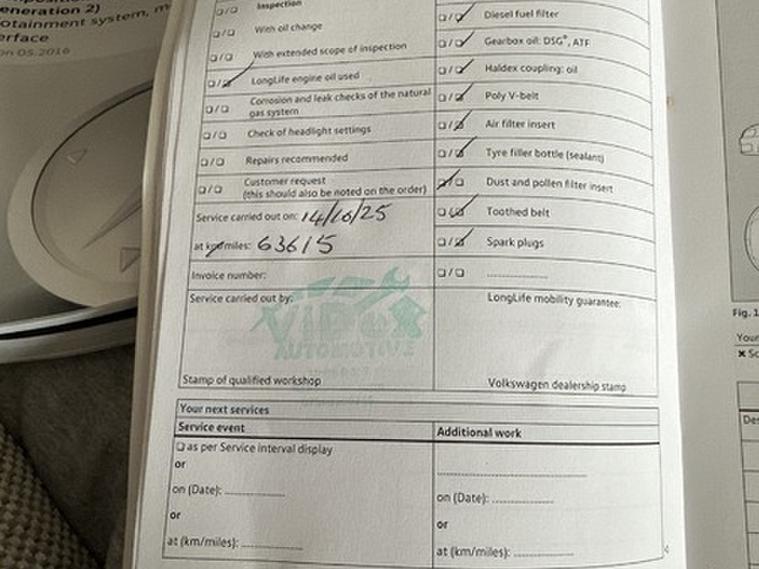 eneration 2)
otainment system, m
erface
on 05.2016
Inspection
With oil change
With extended scope of inspection
LongLife engine oil used
Corrosion and leak checks of the natural
gas system
Check of headlight settings
Repairs recommended
Customer request
(this should also be noted on the order)
Service carried out on: 14/10/25
at km/miles: 63615
Invoice number:
Service carried out by:
Stamp of qualified workshop
Diesel fuel filter
Gearbox oil: DSG®, ATF
Haldex coupling: oil
Poly V-belt
Air filter insert
Tyre filler bottle (sealant)
Dust and pollen filter insert
Toothed belt
Spark plugs
LongLife mobility guarantee:
Volkswagen dealership stamp
AUTOMOTIVE
Your next services
Service event
Additional work
as per Service interval display
or
on (Date):
or
at (km/miles):
on (Date):
or
at (km/miles):
Fig. 1
Your